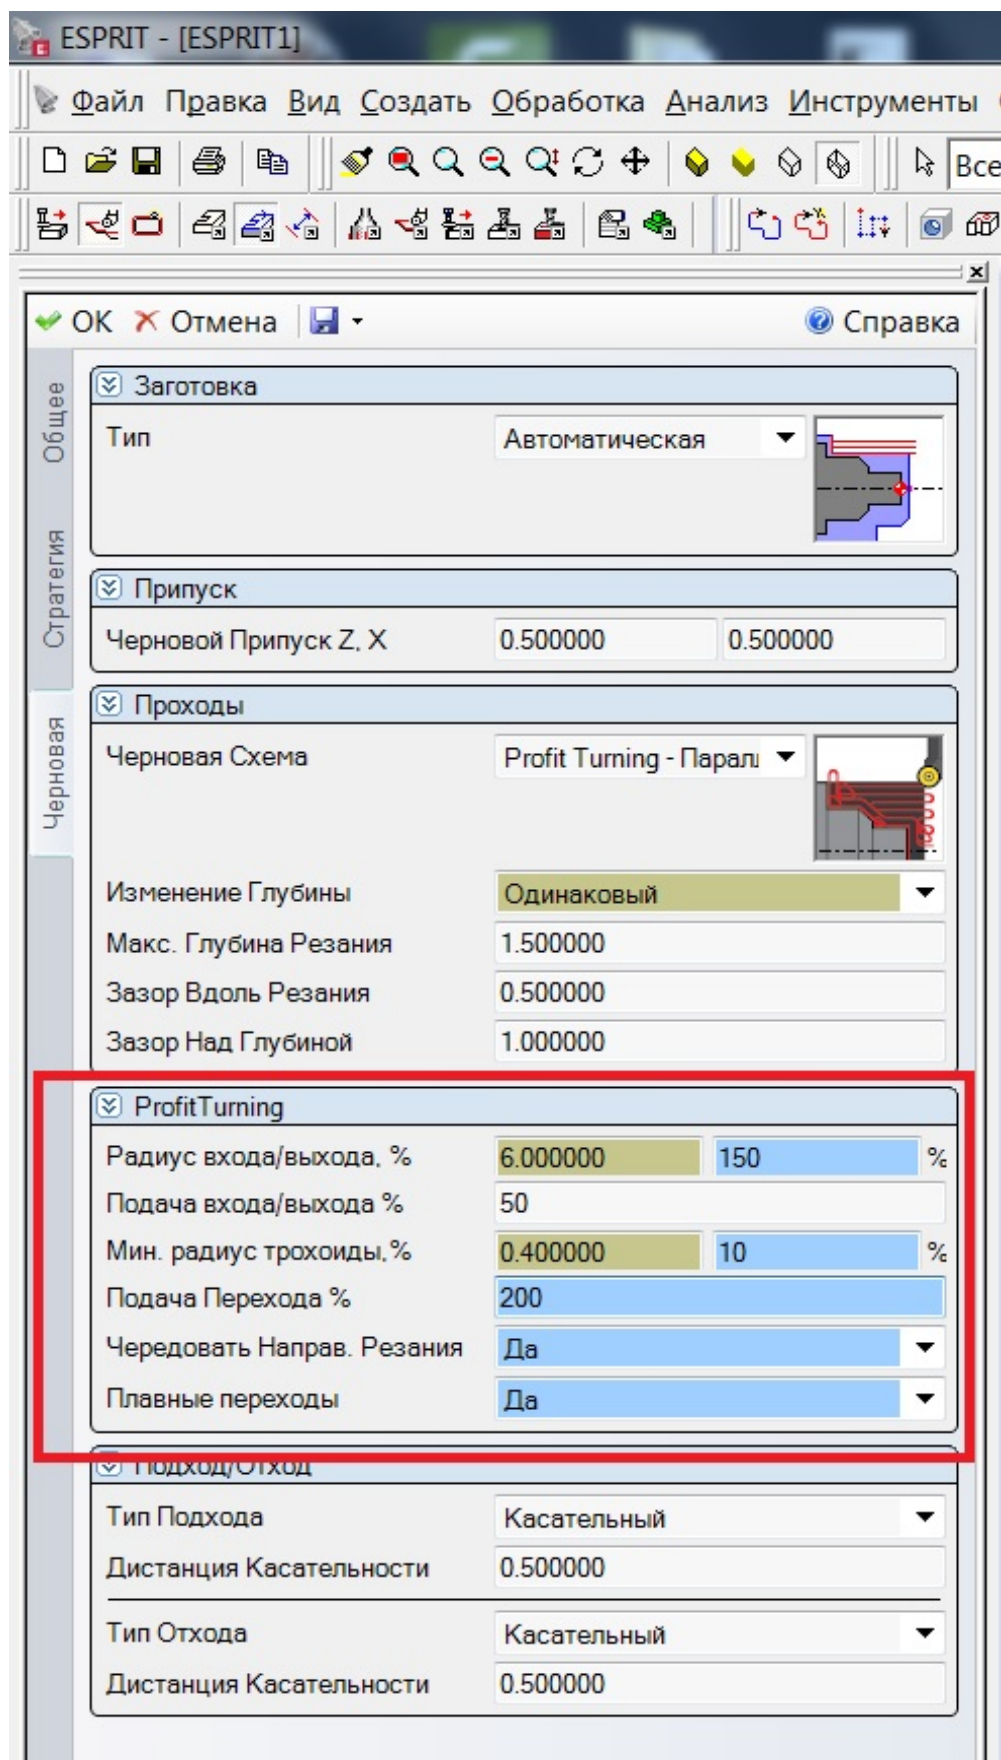 ESPRIT - [ESPRIT1]
Файл Правка Вид Создать Обработка Анализ Инструменты
Все
OK Отмена Справка
Общее
Стратегия
Черновая
Заготовка
Тип Автоматическая
Припуск
Черновой Припуск Z, X 0.500000 0.500000
Проходы
Черновая Схема Profit Turning - Парал
Изменение Глубины Одинаковый
Макс. Глубина Резания 1.500000
Зазор Вдоль Резания 0.500000
Зазор Над Глубиной 1.000000
ProfitTurning
Радиус входа/выхода, % 6.000000 150 %
Подача входа/выхода % 50
Мин. радиус трохоиды,% 0.400000 10 %
Подача Перехода % 200
Чередовать Направ. Резания Да
Плавные переходы Да
Подход/Отход
Тип Подхода Касательный
Дистанция Касательности 0.500000
Тип Отхода Касательный
Дистанция Касательности 0.500000